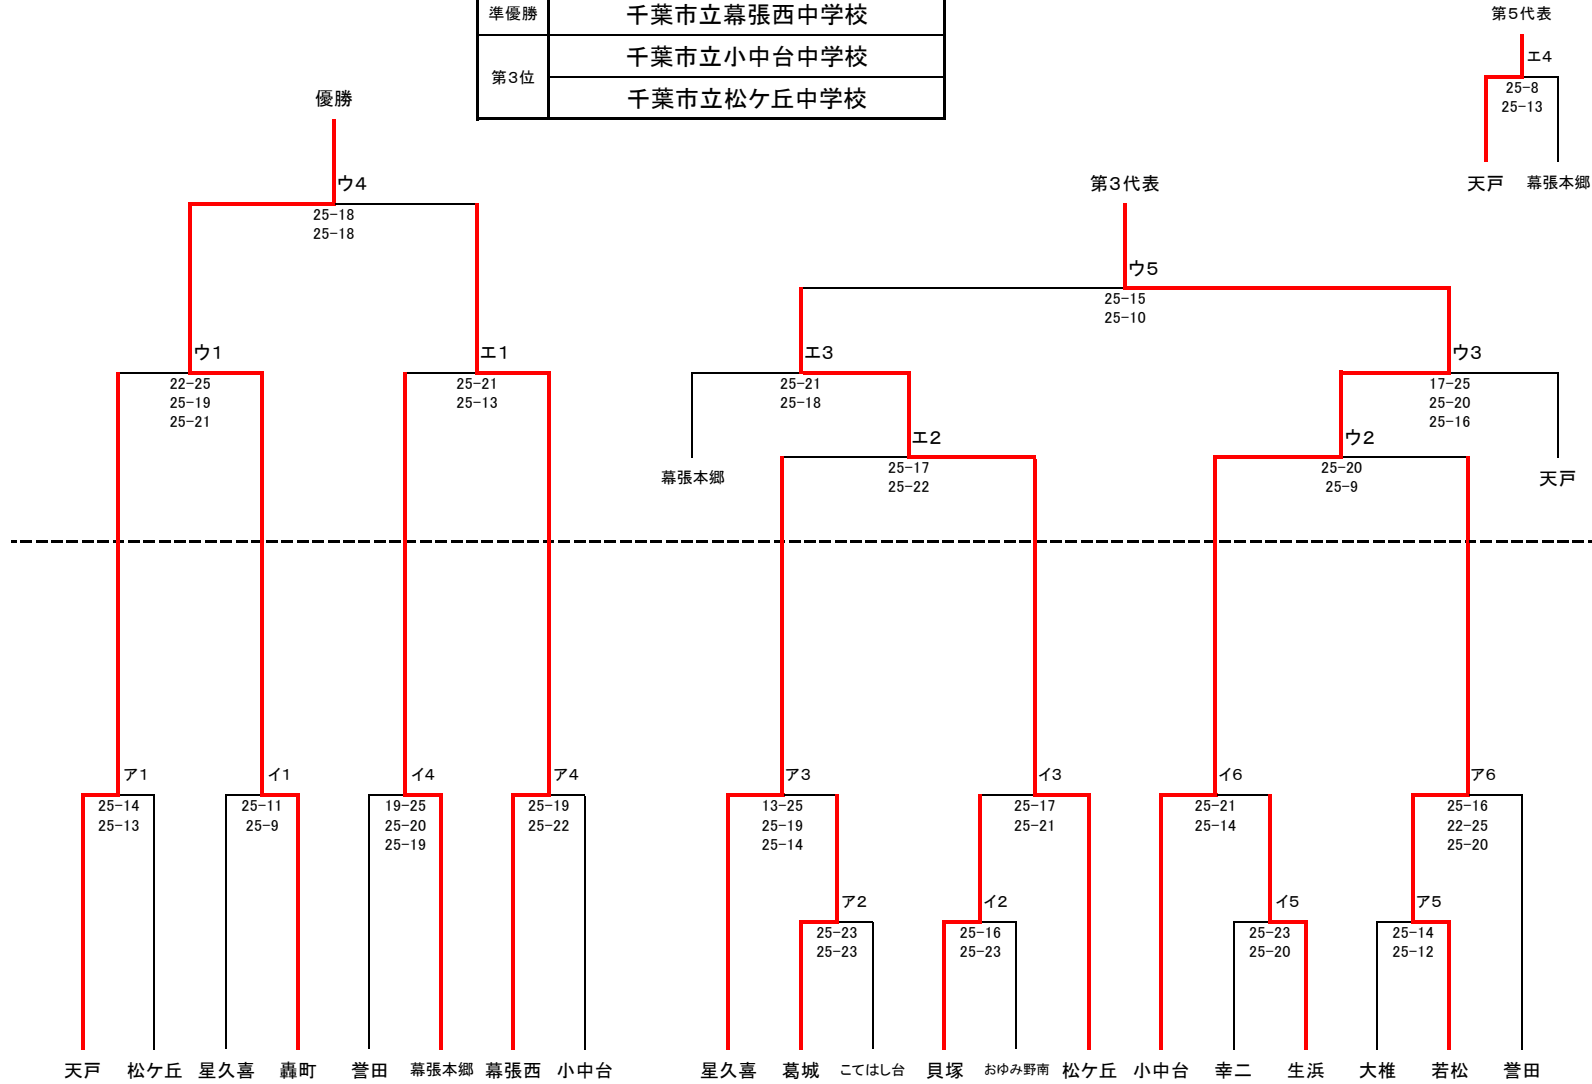 準優勝 千葉市立幕張西中学校
第3位 千葉市立小中台中学校
千葉市立松ケ丘中学校
第5代表
エ4
25-8
25-13
天戸 幕張本郷
優勝
ウ4
25-18
25-18
第3代表
ウ5
25-15
25-10
ウ1
22-25
25-19
25-21
エ1
25-21
25-13
エ3
25-21
25-18
ウ3
17-25
25-20
25-16
エ2
25-17
25-22
ウ2
25-20
25-9
幕張本郷
天戸
ア1
25-14
25-13
イ1
25-11
25-9
イ4
19-25
25-20
25-19
ア4
25-19
25-22
ア3
13-25
25-19
25-14
イ3
25-17
25-21
イ6
25-21
25-14
ア6
25-16
22-25
25-20
ア2
25-23
25-23
イ2
25-16
25-23
イ5
25-23
25-20
ア5
25-14
25-12
天戸 松ケ丘 星久喜 轟町 誉田 幕張本郷 幕張西 小中台 星久喜 葛城 こてはし台 貝塚 おゆみ野南 松ケ丘 小中台 幸二 生浜 大椎 若松 誉田